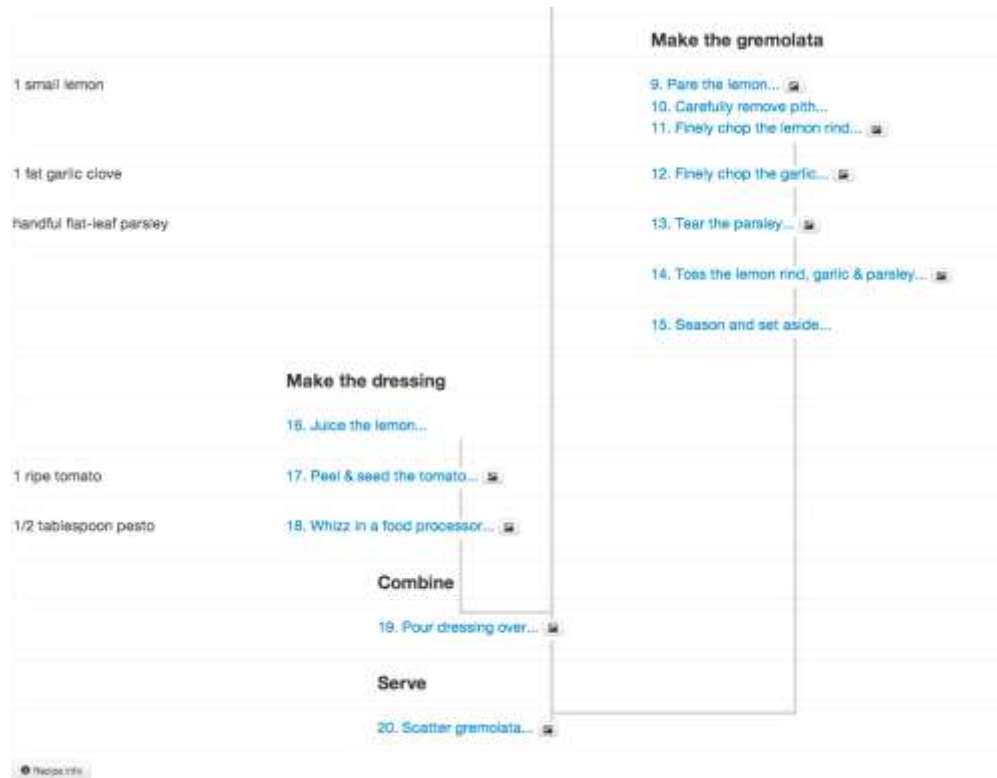 Make the gremolata
1 small lemon
9. Pare the lemon...
10. Carefully remove pith...
11. Finely chop the lemon rind...
1 fat garlic clove
12. Finely chop the garlic...
handful flat-leaf parsley
13. Tear the parsley...
14. Toss the lemon rind, garlic & parsley...
15. Season and set aside...
Make the dressing
16. Juice the lemon...
1 ripe tomato
17. Peel & seed the tomato...
1/2 tablespoon pesto
18. Whizz in a food processor...
Combine
19. Pour dressing over...
Serve
20. Scatter gremolata...
Recipe info